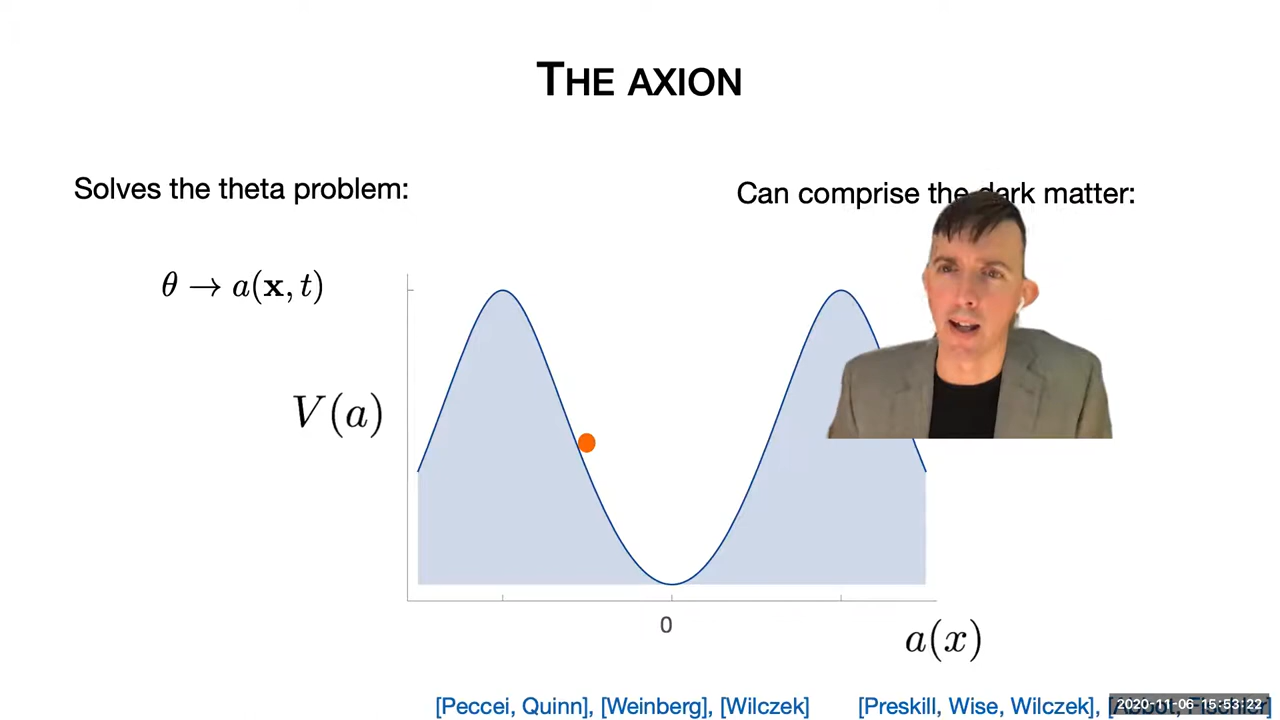 THE AXION
Solves the theta problem:
Can comprise the dark matter:
θ → a(x, t)
V(a)
0
a(x)
[Peccei, Quinn], [Weinberg], [Wilczek]
[Preskill, Wise, Wilczek],
2020-11-06 15:53:22